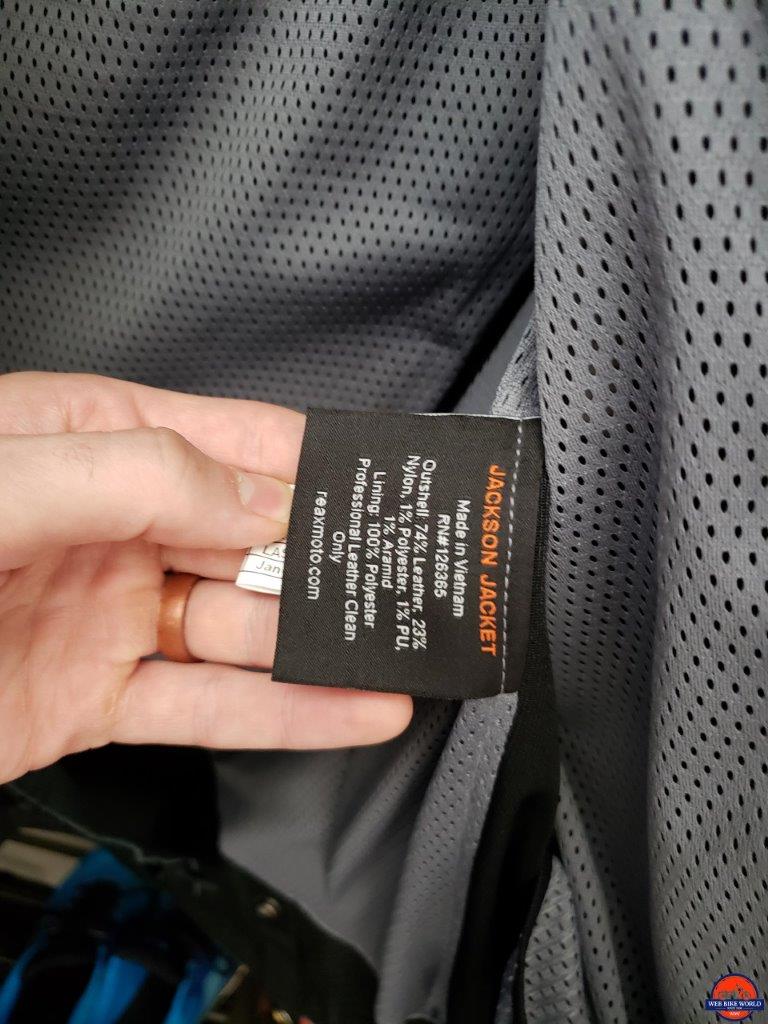 JACKSON JACKET
Made in Vietnam
RN#126365
Outshell: 74% Leather, 23%
Nylon, 1% Polyester, 1% PU,
1% Aramid
Lining: 100% Polyester
Professional Leather Clean
Only
reaxmoto.com
Jan
WEB BIKE WORLD